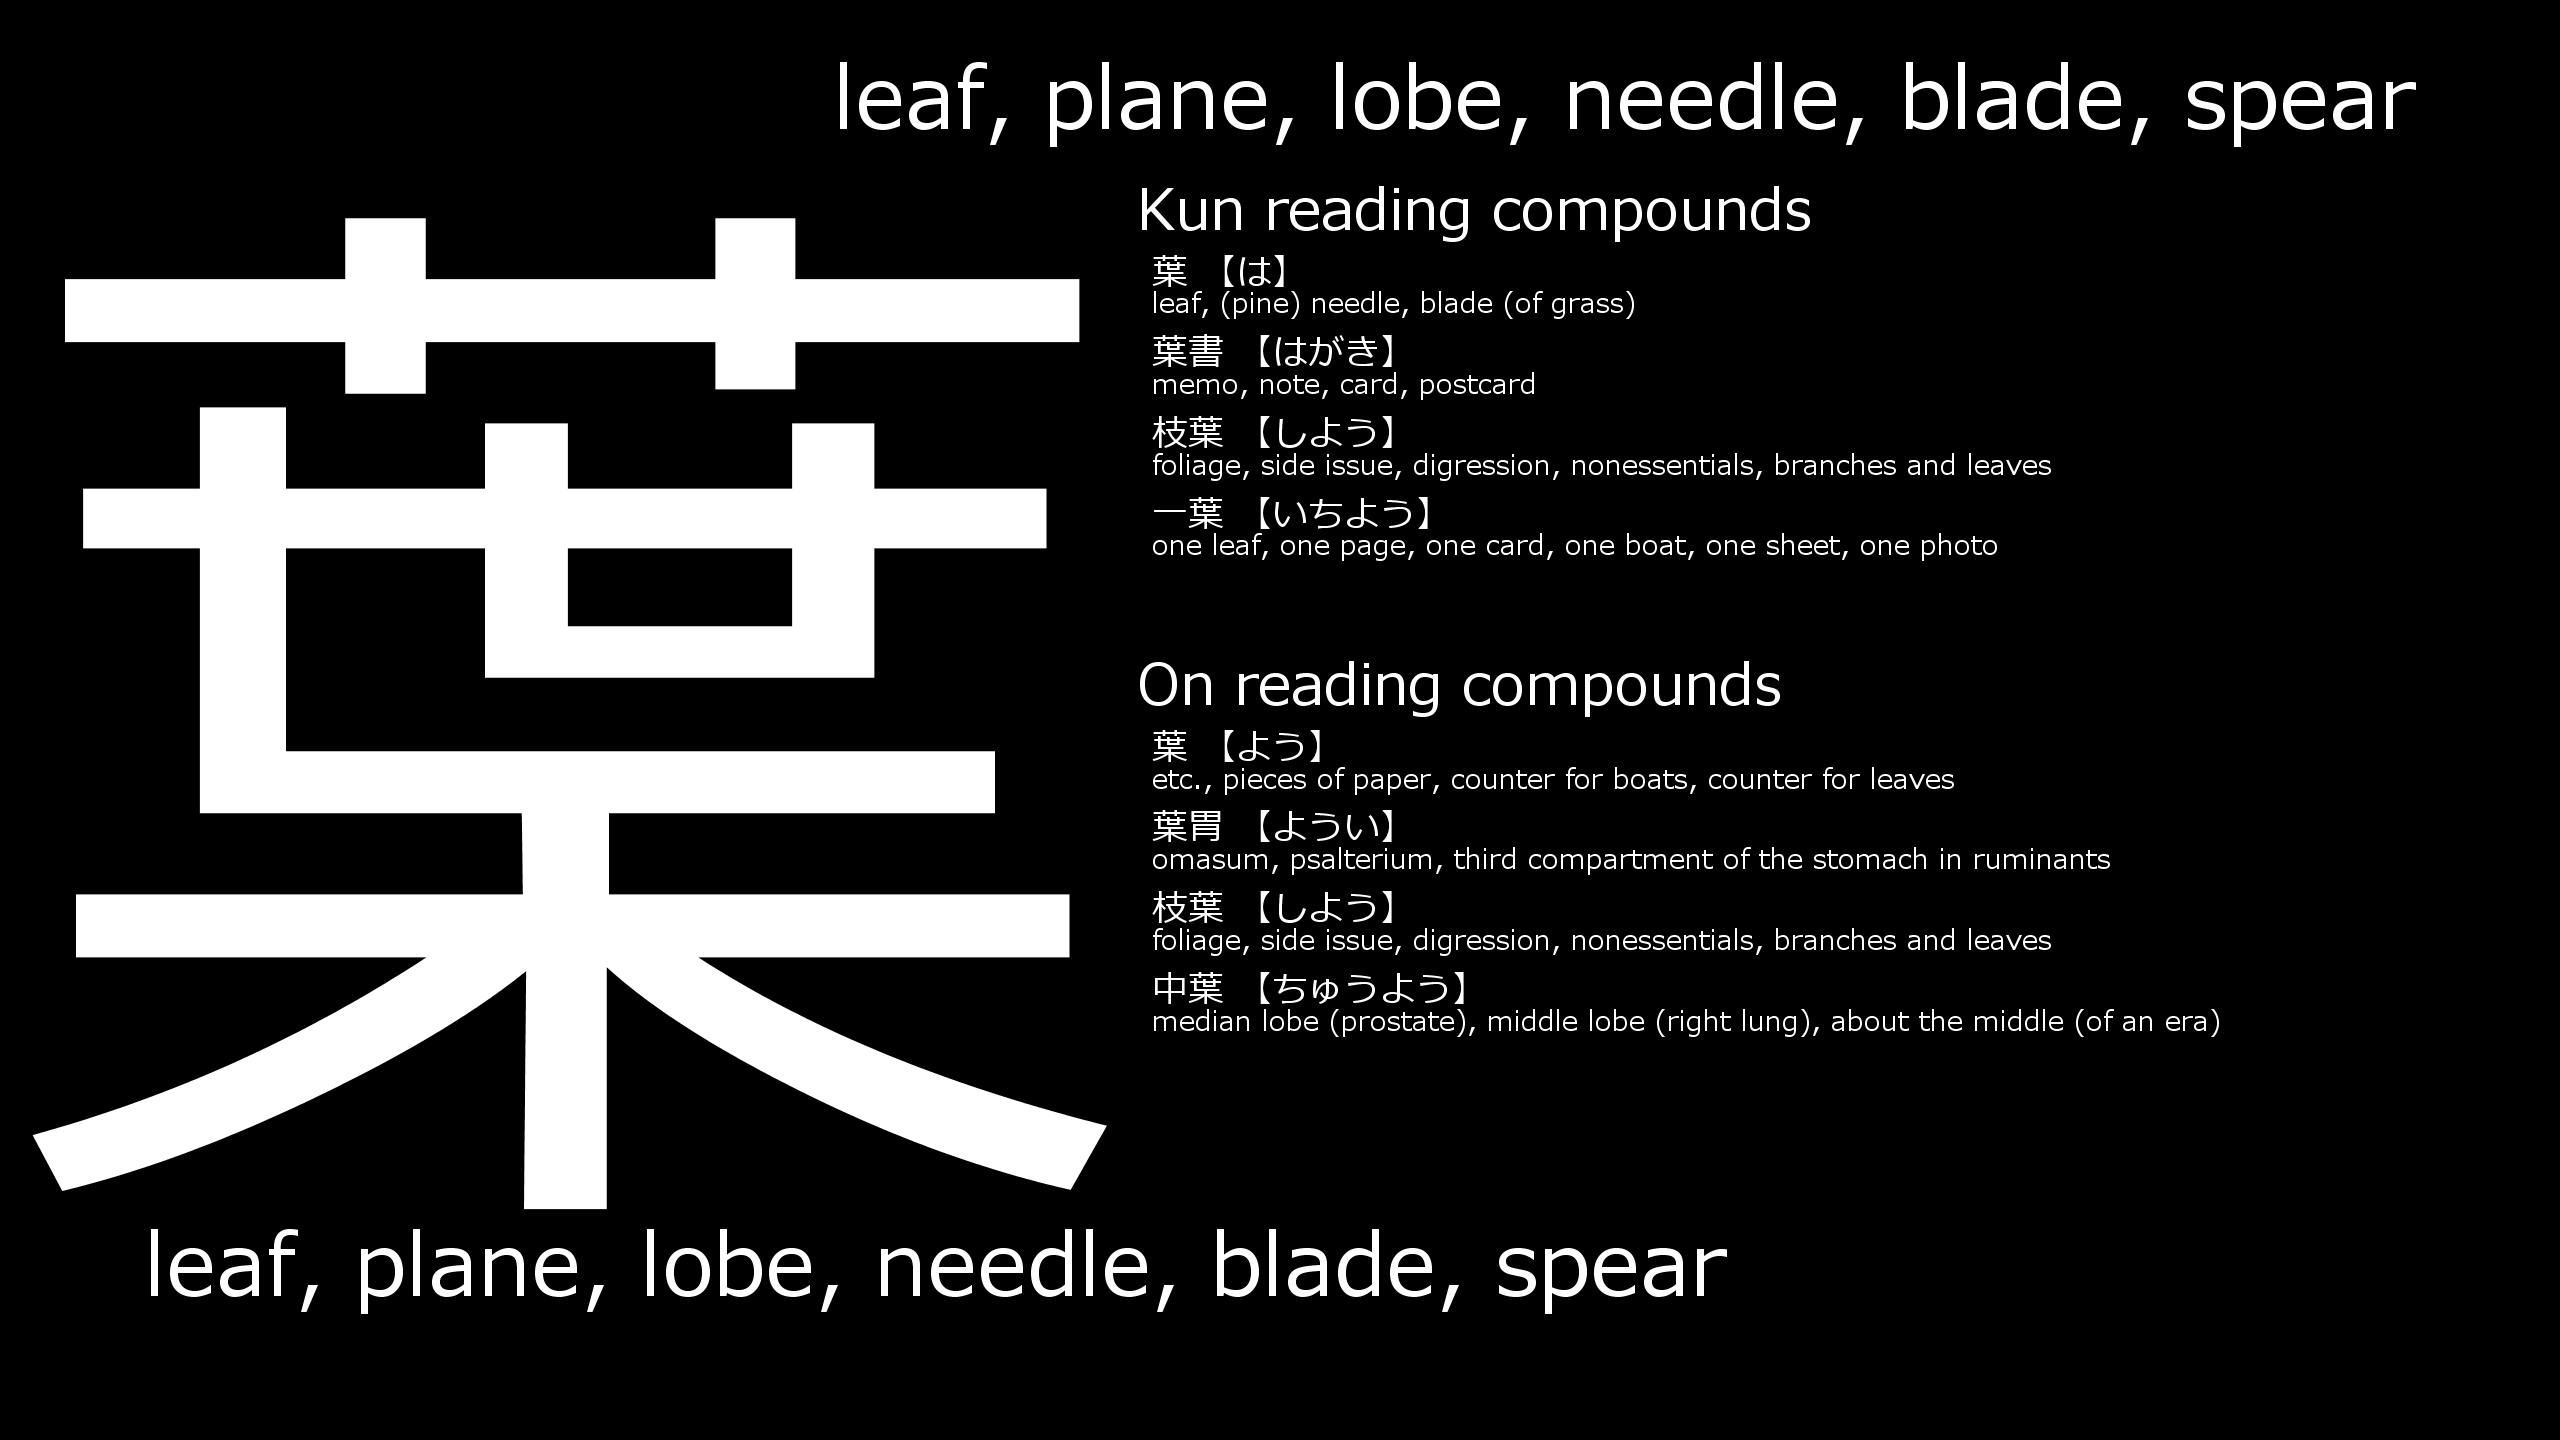 leaf, plane, lobe, needle, blade, spear
葉
Kun reading compounds
葉 【は】
leaf, (pine) needle, blade (of grass)
葉書 【はがき】
memo, note, card, postcard
枝葉 【しよう】
foliage, side issue, digression, nonessentials, branches and leaves
一葉 【いちよう】
one leaf, one page, one card, one boat, one sheet, one photo
On reading compounds
葉 【よう】
etc., pieces of paper, counter for boats, counter for leaves
葉胃 【ようい】
omasum, psalterium, third compartment of the stomach in ruminants
枝葉 【しよう】
foliage, side issue, digression, nonessentials, branches and leaves
中葉 【ちゅうよう】
median lobe (prostate), middle lobe (right lung), about the middle (of an era)
leaf, plane, lobe, needle, blade, spear